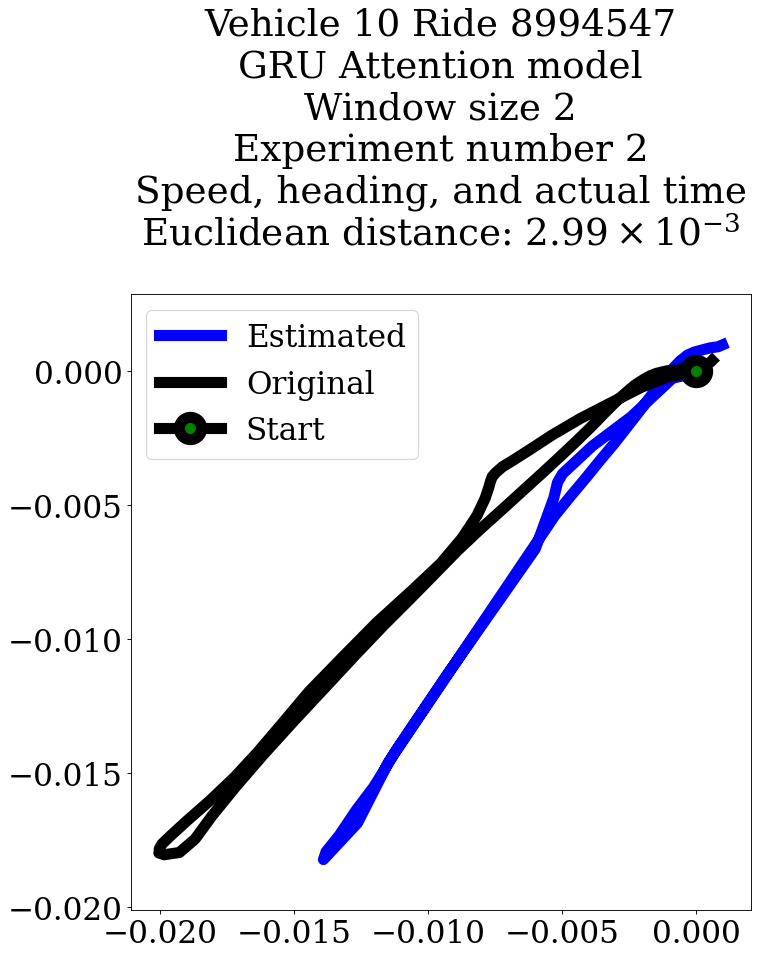 Vehicle 10 Ride 8994547
GRU Attention model
Window size 2
Experiment number 2
Speed, heading, and actual time
Euclidean distance: 2.99 × 10⁻³
Estimated
Original
Start
0.000
−0.005
−0.010
−0.015
−0.020
−0.020 −0.015 −0.010 −0.005 0.000